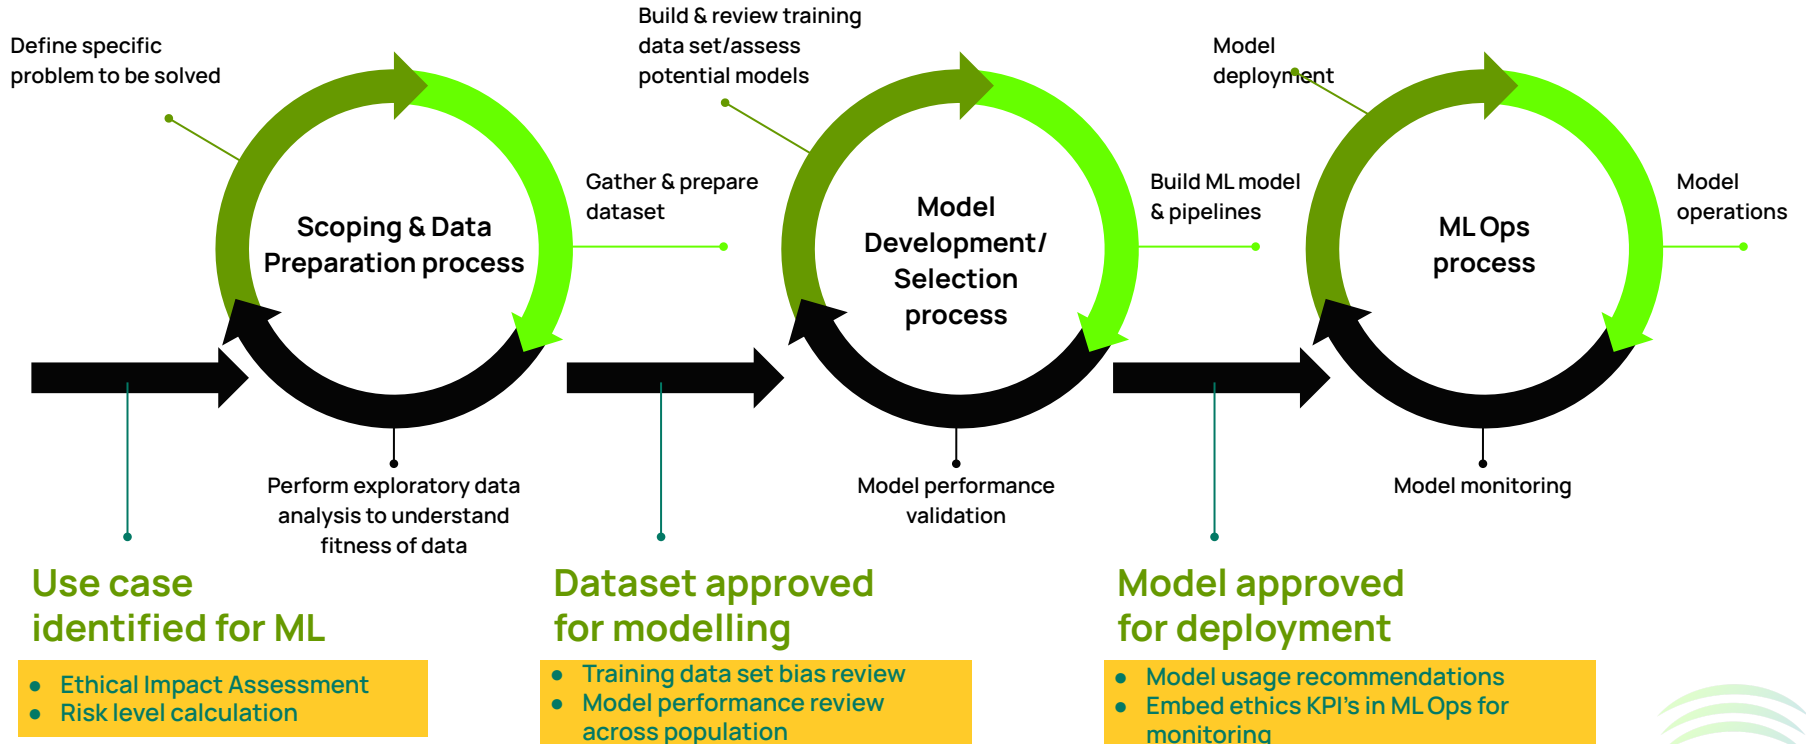 Define specific
problem to be solved
Scoping & Data
Preparation process
Gather & prepare
dataset
Perform exploratory data
analysis to understand
fitness of data
Build & review training
data set/assess
potential models
Model
Development/
Selection
process
Build ML model
& pipelines
Model performance
validation
Model
deployment
ML Ops
process
Model
operations
Model monitoring
Use case
identified for ML
● Ethical Impact Assessment
● Risk level calculation
Dataset approved
for modelling
● Training data set bias review
● Model performance review
across population
Model approved
for deployment
● Model usage recommendations
● Embed ethics KPI's in ML Ops for
monitoring